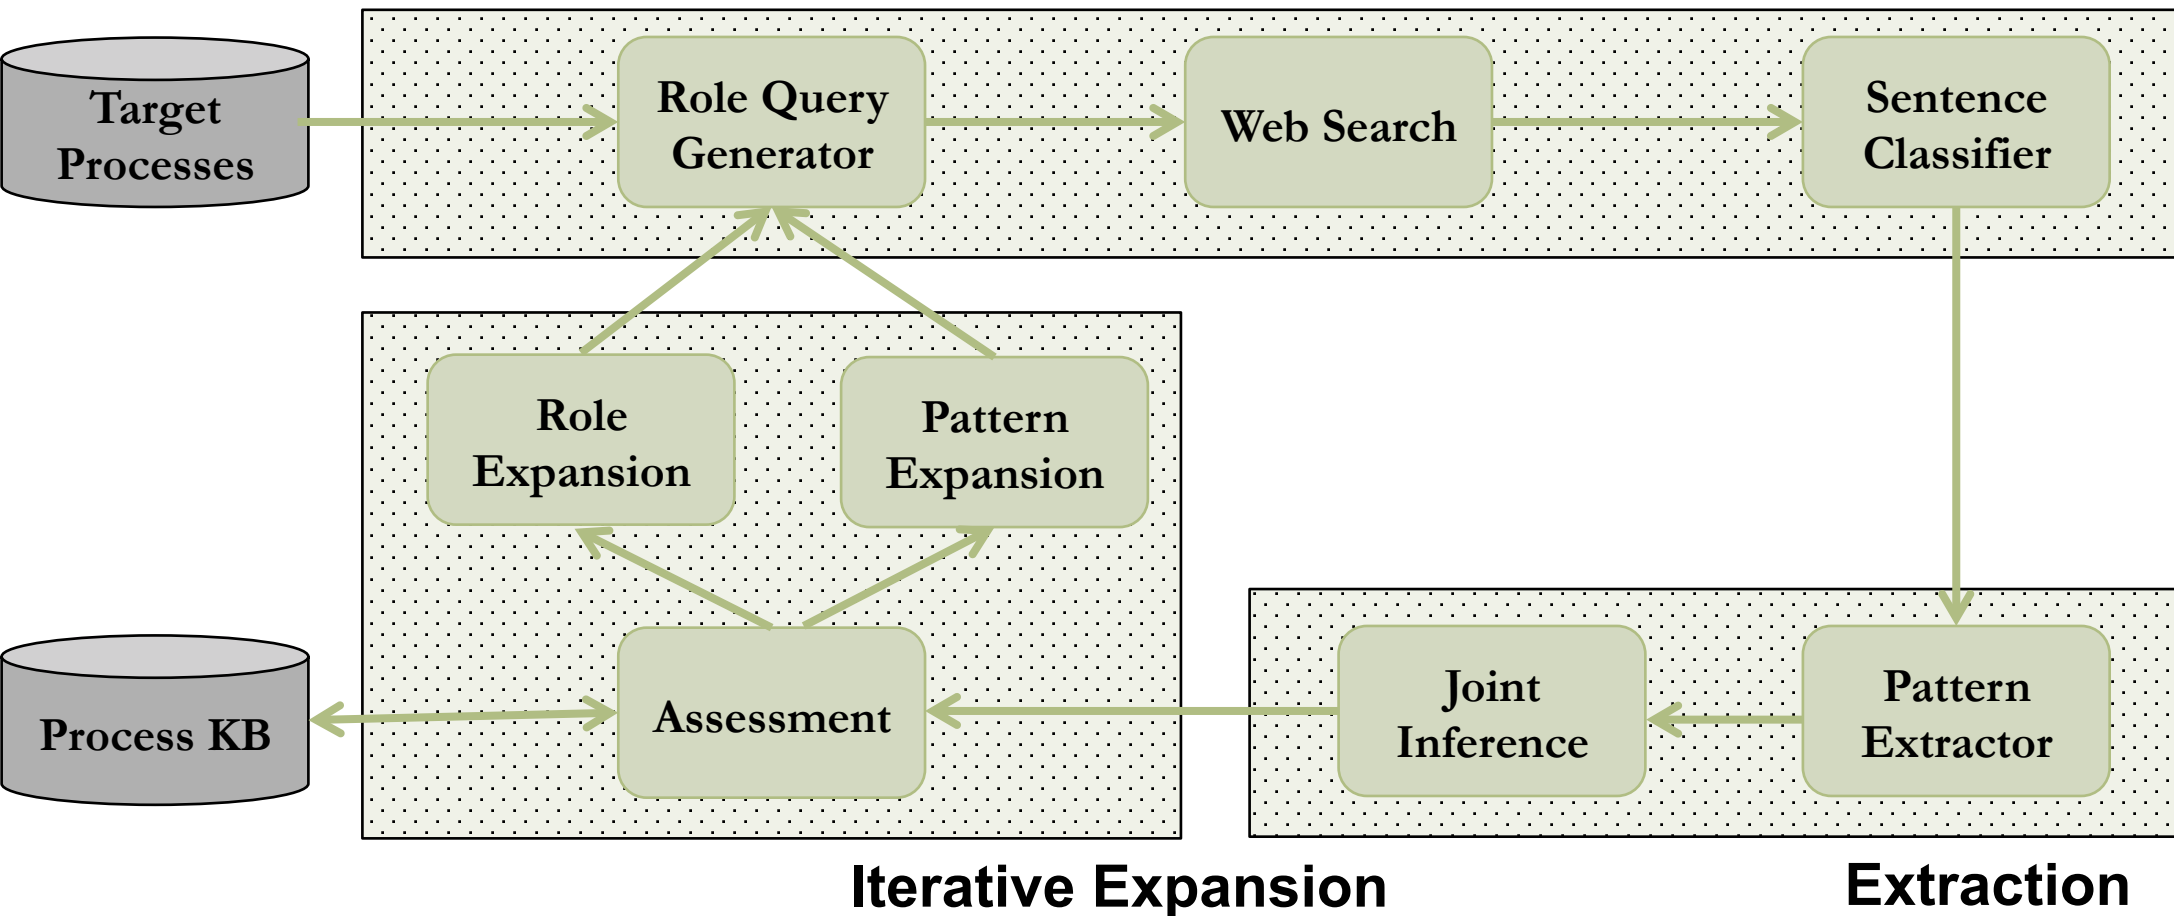 Target
Processes
Role Query
Generator
Web Search
Sentence
Classifier
Role
Expansion
Pattern
Expansion
Process KB
Assessment
Joint
Inference
Pattern
Extractor
Iterative Expansion
Extraction